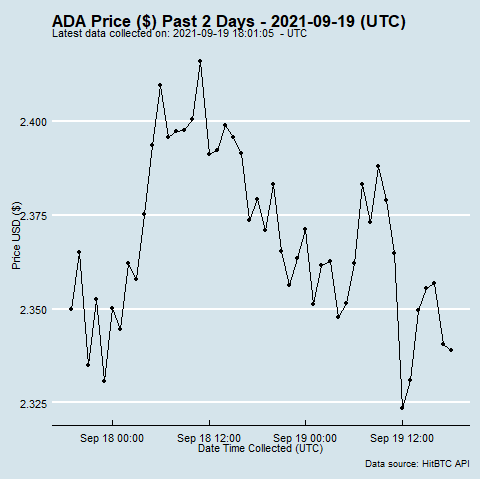 ADA Price ($) Past 2 Days - 2021-09-19 (UTC)
Latest data collected on: 2021-09-19 18:01:05 - UTC
Price USD ($)
2.400
2.375
2.350
2.325
Sep 18 00:00 Sep 18 12:00 Sep 19 00:00 Sep 19 12:00
Date Time Collected (UTC)
Data source: HitBTC API